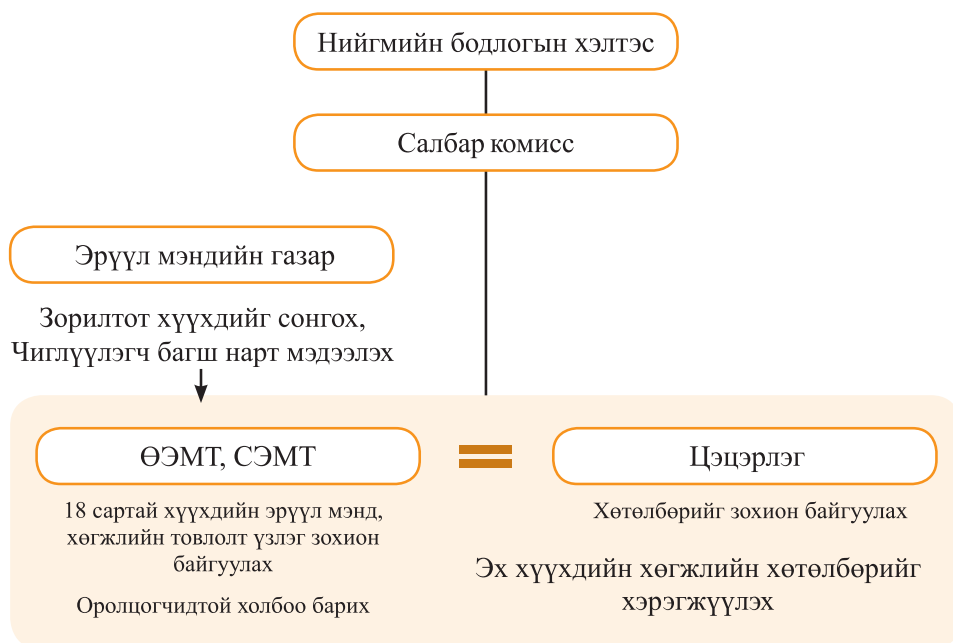 Нийгмийн бодлогын хэлтэс
Салбар комисс
Эрүүл мэндийн газар
Зорилтот хүүхдийг сонгох,
Чиглүүлэгч багш нарт мэдээлэх
ӨЭМТ, СЭМТ
18 сартай хүүхдийн эрүүл мэнд,
хөгжлийн товлолт үзлэг зохион
байгуулах
Оролцогчидтой холбоо барих
Цэцэрлэг
Хөтөлбөрийг зохион байгуулах
Эх хүүхдийн хөгжлийн хөтөлбөрийг
хэрэгжүүлэх